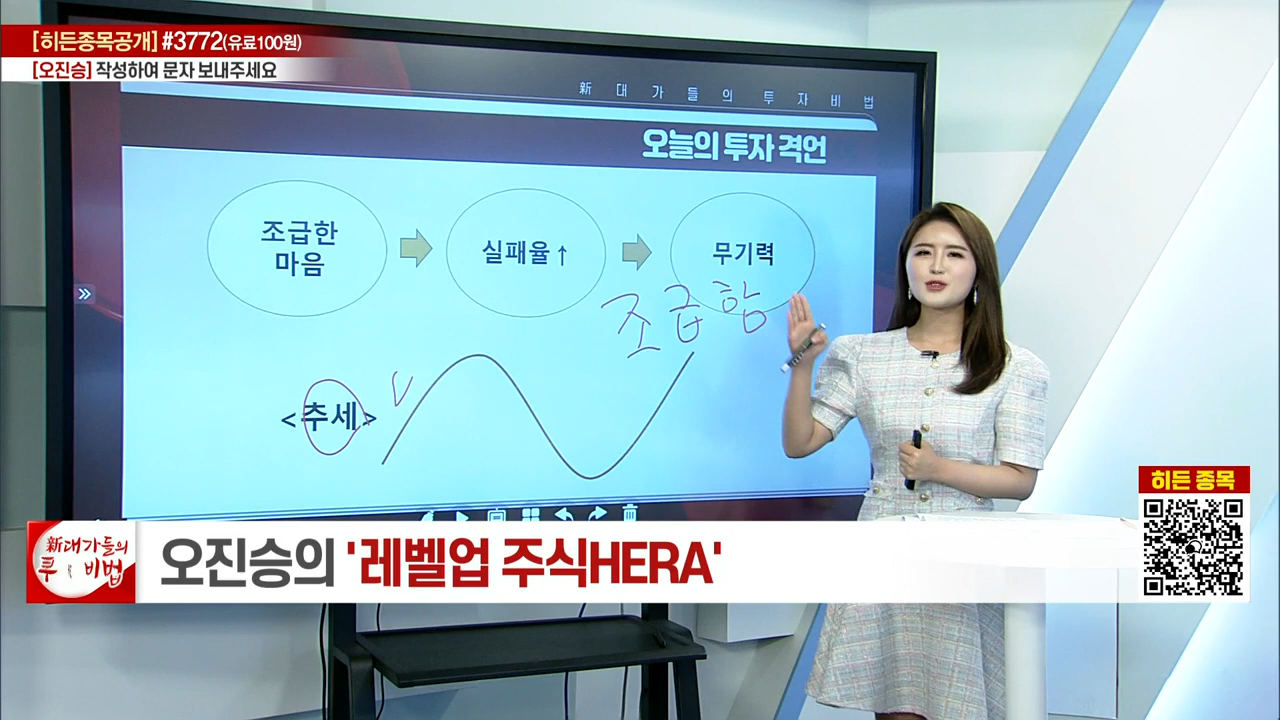 [히든종목공개] #3772(유료100원)
[오진승] 작성하여 문자 보내주세요
新 대 가 들 의 투 자 비 법
오늘의 투자 격언
조급한
마음
실패율↑
무기력
조급함
<추세>
히든 종목
新대가들의
투 비법
오진승의 '레벨업 주식HERA'